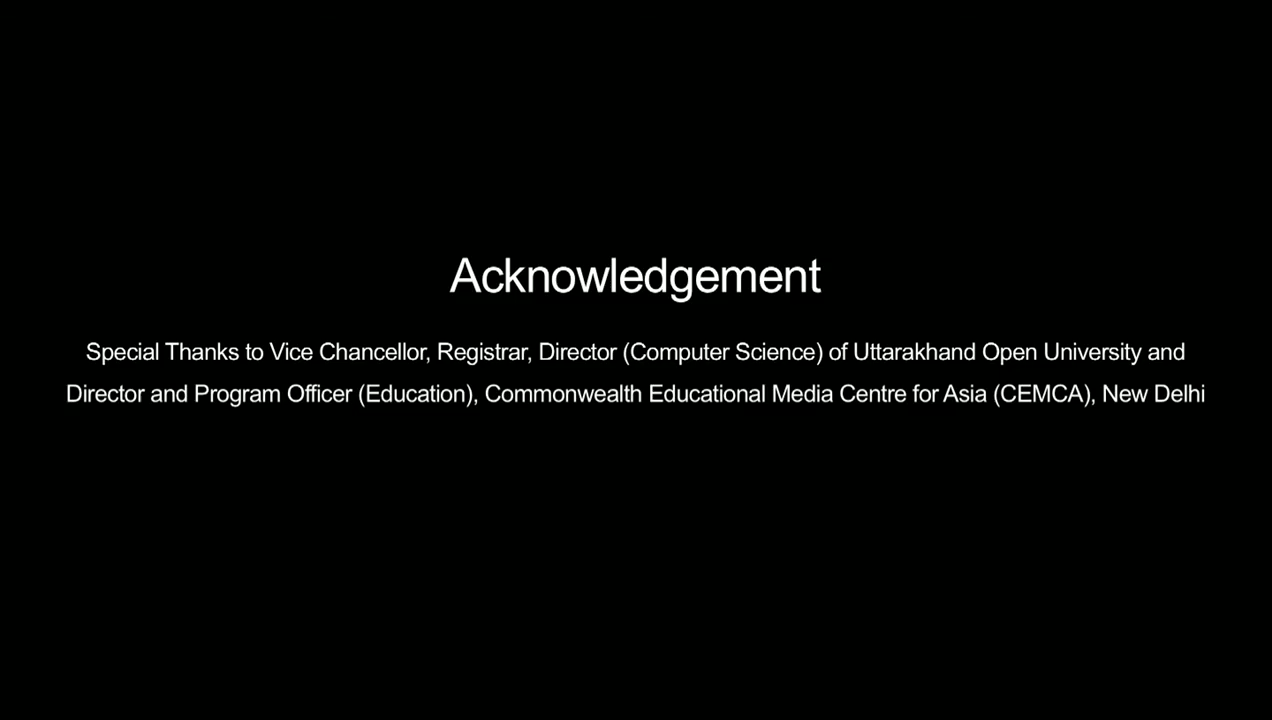 Acknowledgement
Special Thanks to Vice Chancellor, Registrar, Director (Computer Science) of Uttarakhand Open University and
Director and Program Officer (Education), Commonwealth Educational Media Centre for Asia (CEMCA), New Delhi